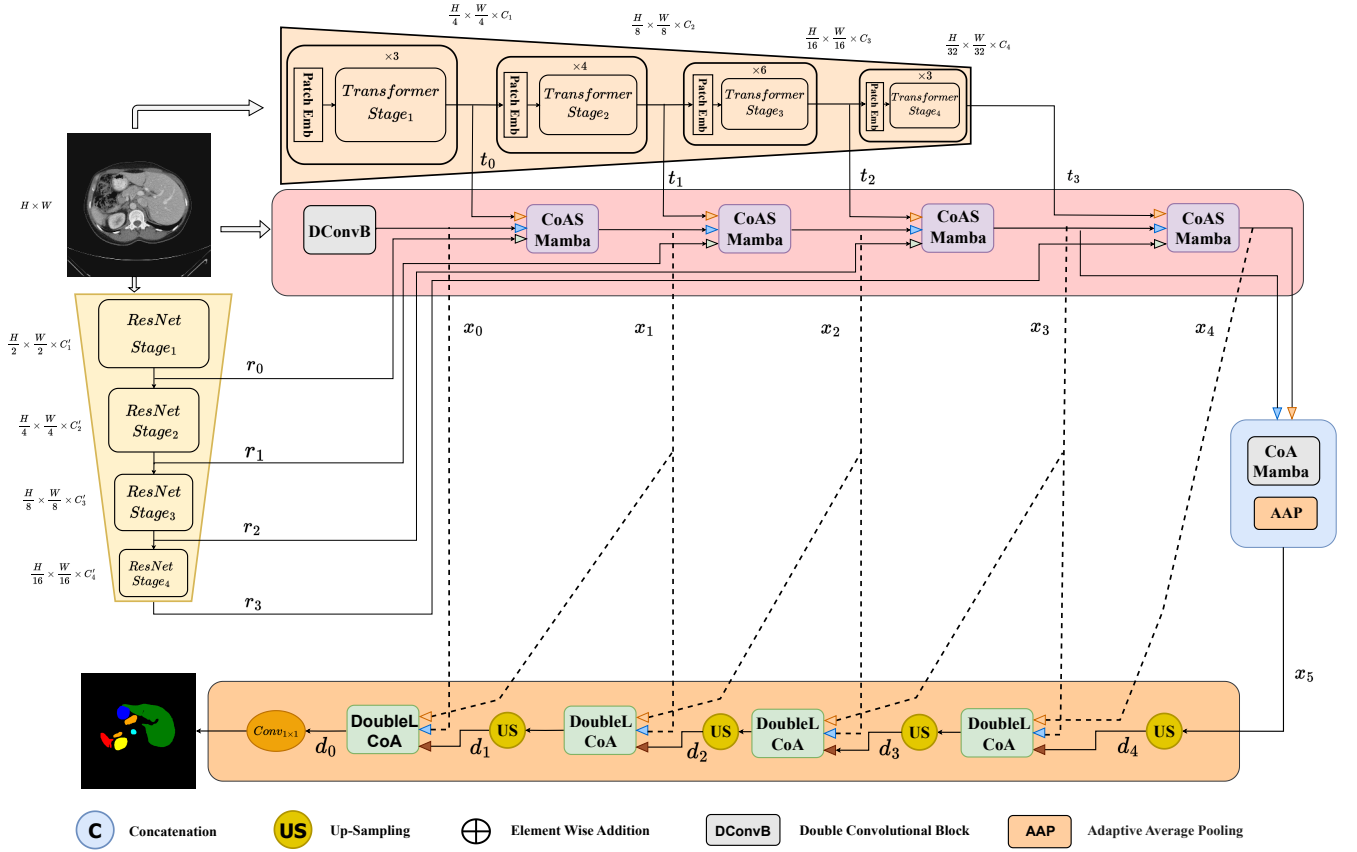 H/4 × W/4 × C₁
H/8 × W/8 × C₂
H/16 × W/16 × C₃
H/32 × W/32 × C₄
×3
Patch Emb
Transformer
Stage₁
×4
Patch Emb
Transformer
Stage₂
×6
Patch Emb
Transformer
Stage₃
×3
Patch Emb
Transformer
Stage₄
t₀
t₁
t₂
t₃
H × W
DConvB
CoAS
Mamba
CoAS
Mamba
CoAS
Mamba
CoAS
Mamba
x₀
x₁
x₂
x₃
x₄
H/2 × W/2 × C′₁
ResNet
Stage₁
r₀
H/4 × W/4 × C′₂
ResNet
Stage₂
r₁
H/8 × W/8 × C′₃
ResNet
Stage₃
r₂
H/16 × W/16 × C′₄
ResNet
Stage₄
r₃
CoA
Mamba
AAP
x₅
Conv₁ₓ₁
d₀
DoubleL
CoA
d₁
US
DoubleL
CoA
d₂
US
DoubleL
CoA
d₃
US
DoubleL
CoA
d₄
US
C
Concatenation
US
Up-Sampling
Element Wise Addition
DConvB
Double Convolutional Block
AAP
Adaptive Average Pooling